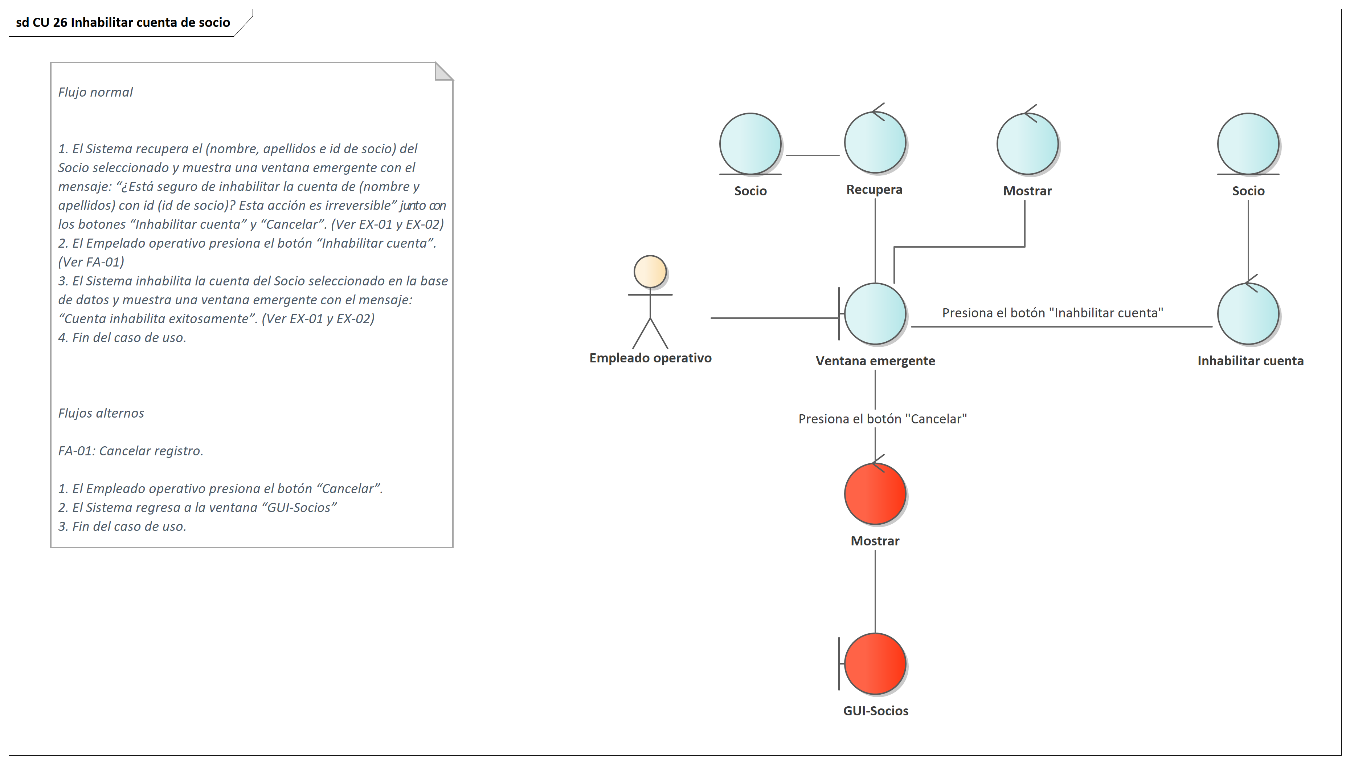 sd CU 26 Inhabilitar cuenta de socio
Flujo normal
1. El Sistema recupera el (nombre, apellidos e id de socio) del
Socio seleccionado y muestra una ventana emergente con el
mensaje: “¿Está seguro de inhabilitar la cuenta de (nombre y
apellidos) con id (id de socio)? Esta acción es irreversible” junto con
los botones “Inhabilitar cuenta” y “Cancelar”. (Ver EX-01 y EX-02)
2. El Empelado operativo presiona el botón “Inhabilitar cuenta”.
(Ver FA-01)
3. El Sistema inhabilita la cuenta del Socio seleccionado en la base
de datos y muestra una ventana emergente con el mensaje:
“Cuenta inhabilita exitosamente”. (Ver EX-01 y EX-02)
4. Fin del caso de uso.
Flujos alternos
FA-01: Cancelar registro.
1. El Empleado operativo presiona el botón “Cancelar”.
2. El Sistema regresa a la ventana “GUI-Socios”
3. Fin del caso de uso.
Socio
Recupera
Mostrar
Socio
Empleado operativo
Ventana emergente
Presiona el botón "Inahbilitar cuenta"
Inhabilitar cuenta
Presiona el botón "Cancelar"
Mostrar
GUI-Socios